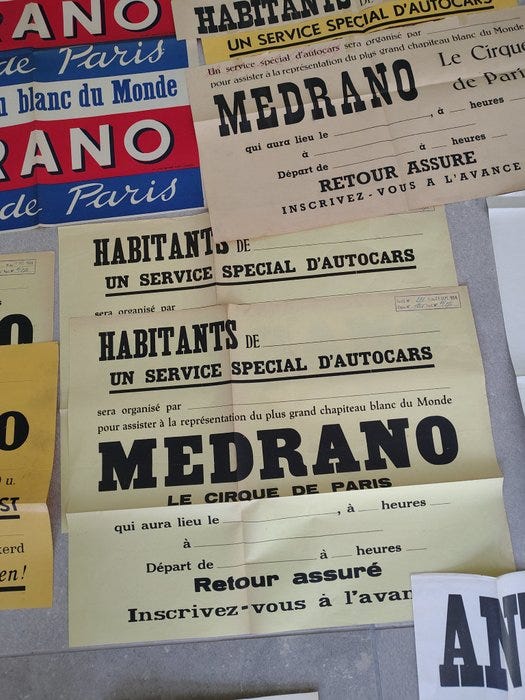 RANO
de Paris
u blanc du Monde
RANO
de Paris
HABITANTS DE
UN SERVICE SPECIAL D'AUTOCARS
Un service spécial d'autocars sera organisé par
pour assister à la représentation du plus grand chapiteau blanc du Monde
MEDRANO
Le Cirque
de Paris
qui aura lieu le , à heures
à
Départ de à heures
RETOUR ASSURE
INSCRIVEZ-VOUS A L'AVANCE
HABITANTS DE
UN SERVICE SPECIAL D'AUTOCARS
sera organisé par
HABITANTS DE
UN SERVICE SPECIAL D'AUTOCARS
sera organisé par
pour assister à la représentation du plus grand chapiteau blanc du Monde
MEDRANO
LE CIRQUE DE PARIS
qui aura lieu le , à heures
à
Départ de à heures
Retour assuré
Inscrivez-vous à l'avan
O
O
u.
ST
kerd
en!
AN